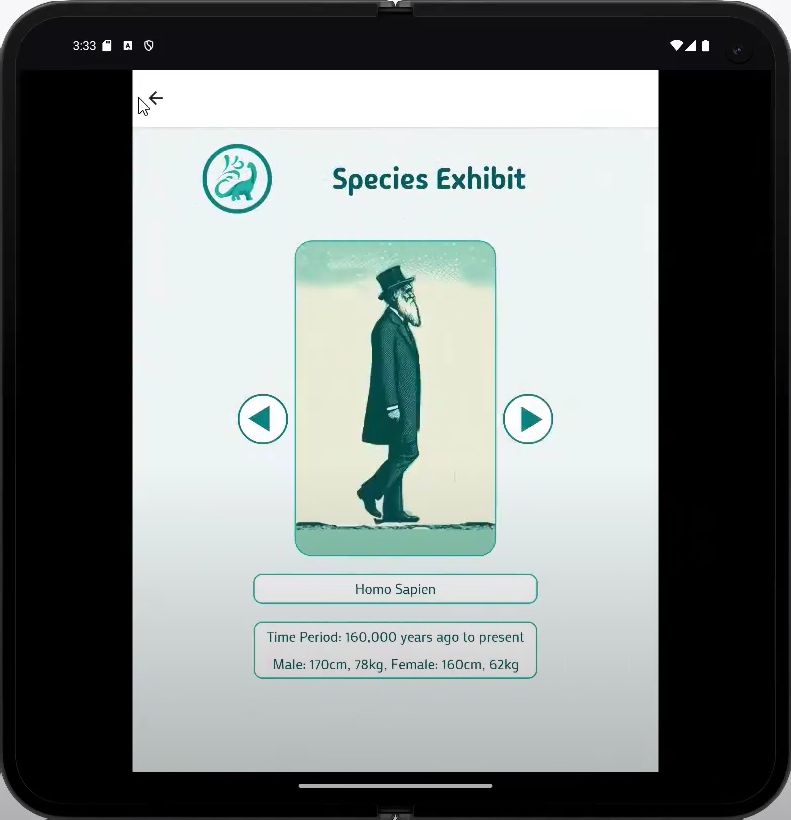 3:33
Species Exhibit
Homo Sapien
Time Period: 160,000 years ago to present
Male: 170cm, 78kg, Female: 160cm, 62kg